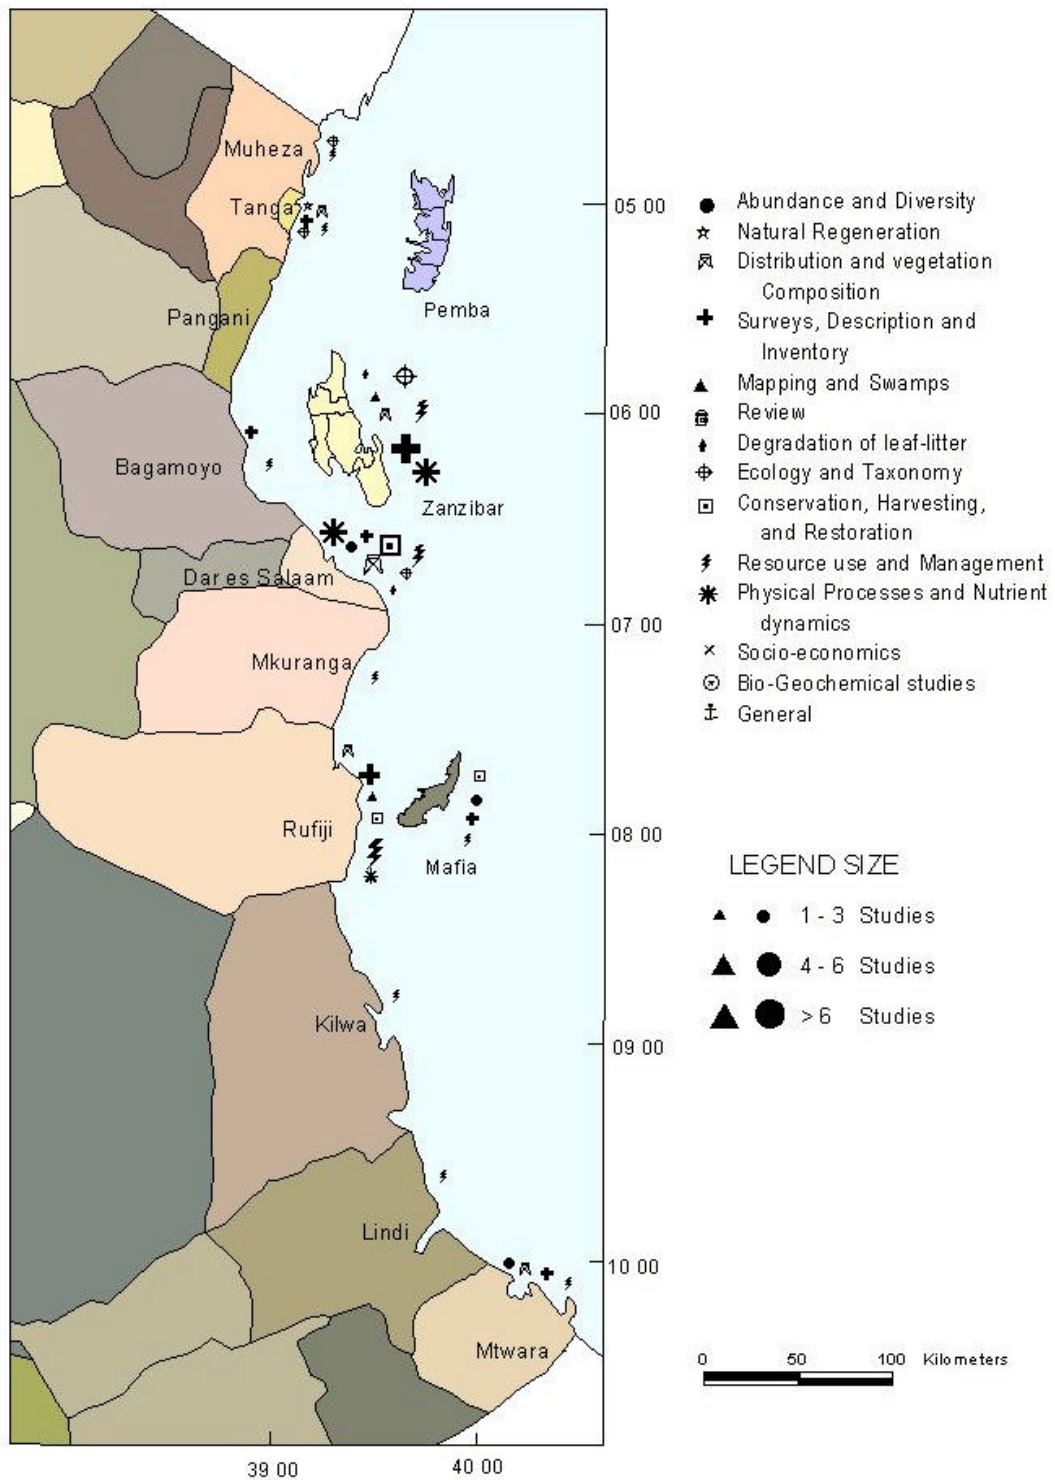 Muheza
Tanga
Pangani
Pemba
Bagamoyo
Zanzibar
Dar es Salaam
Mkuranga
Rufiji
Mafia
Kilwa
Lindi
Mtwara
05 00
06 00
07 00
08 00
09 00
10 00
39 00
40 00
Abundance and Diversity
Natural Regeneration
Distribution and vegetation
Composition
Surveys, Description and
Inventory
Mapping and Swamps
Review
Degradation of leaf-litter
Ecology and Taxonomy
Conservation, Harvesting,
and Restoration
Resource use and Management
Physical Processes and Nutrient
dynamics
Socio-economics
Bio-Geochemical studies
General
LEGEND SIZE
1 - 3 Studies
4 - 6 Studies
> 6 Studies
0 50 100 Kilometers